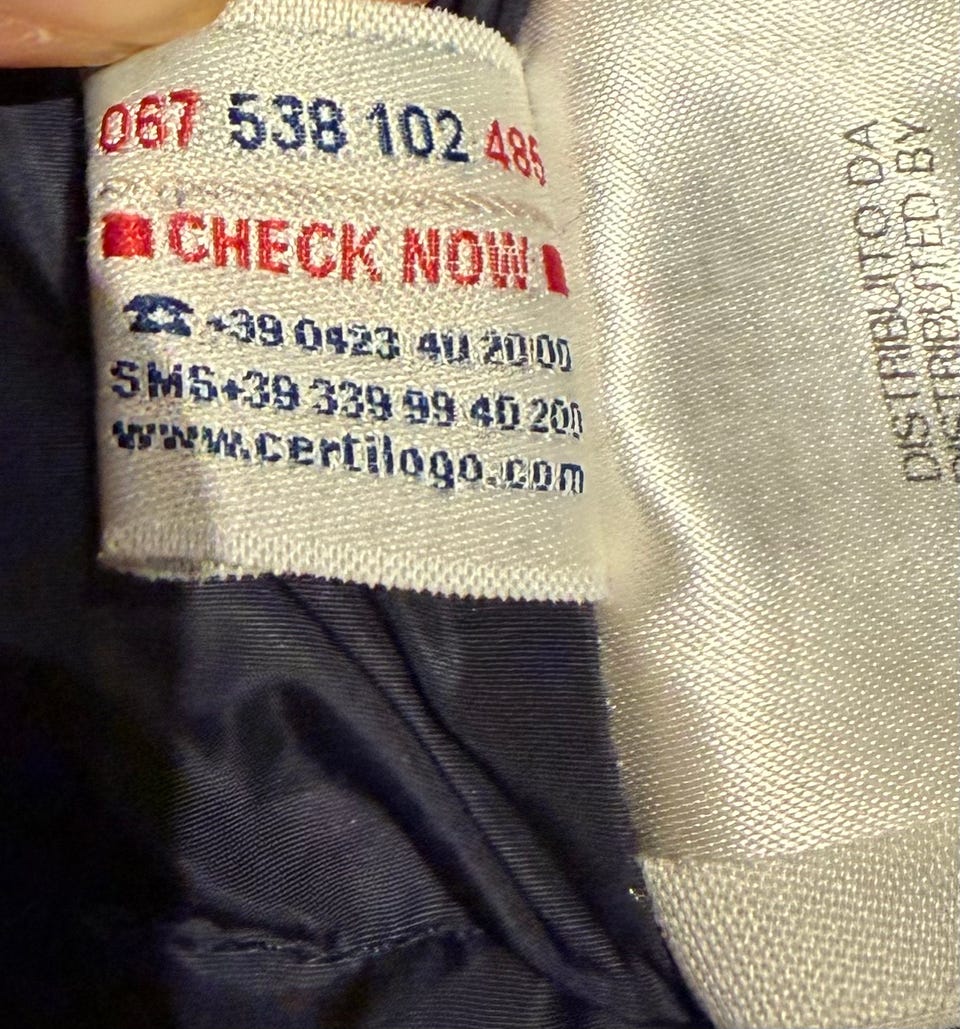 067 538 102 485
CHECK NOW
☎ +39 0423 40 20 00
SMS+39 339 99 40 200
www.certilogo.com
DISTRIBUITO DA
DISTRIBUTED BY